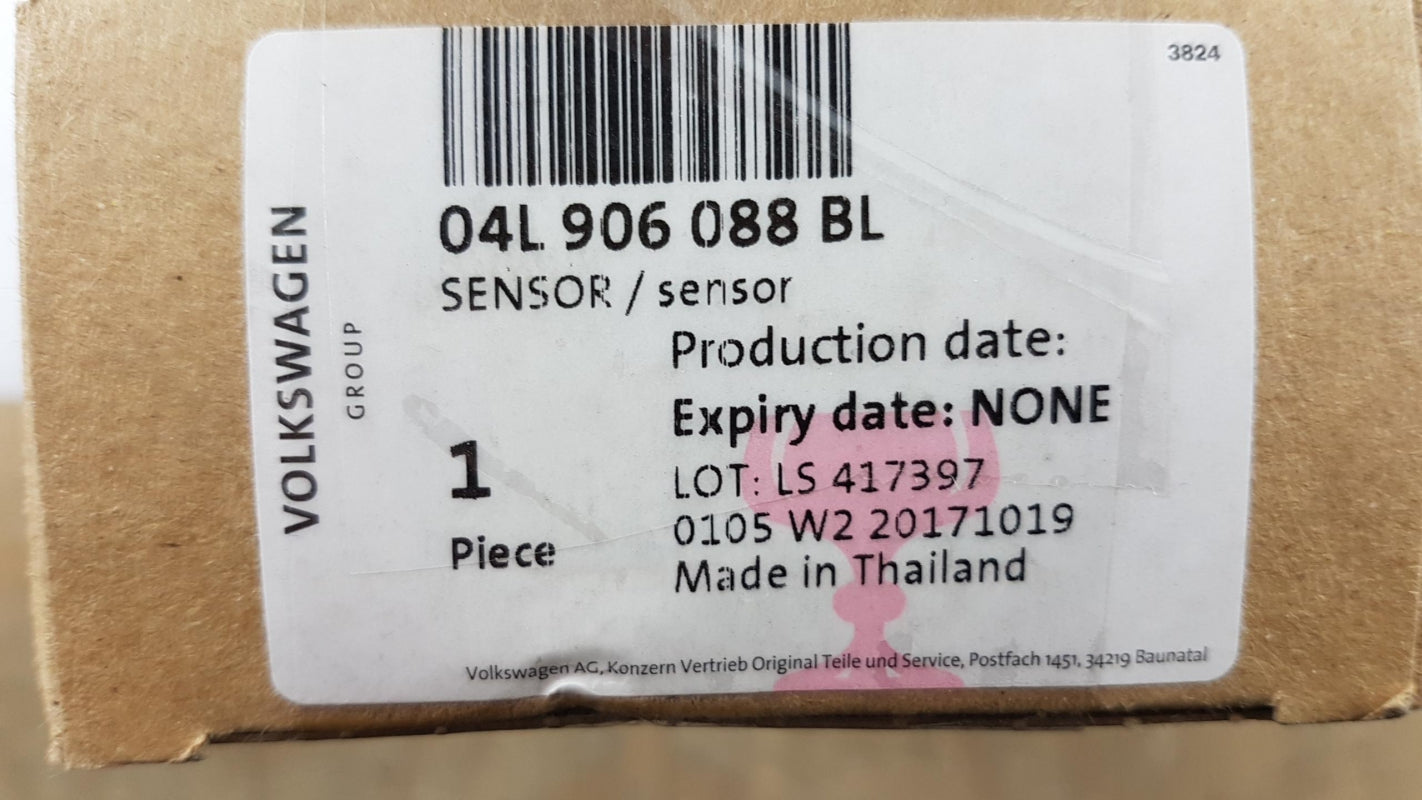 3824
VOLKSWAGEN
GROUP
04L 906 088 BL
SENSOR / sensor
Production date:
Expiry date: NONE
1
Piece
LOT: LS 417397
0105 W2 20171019
Made in Thailand
Volkswagen AG, Konzern Vertrieb Original Teile und Service, Postfach 1451, 34219 Baunatal